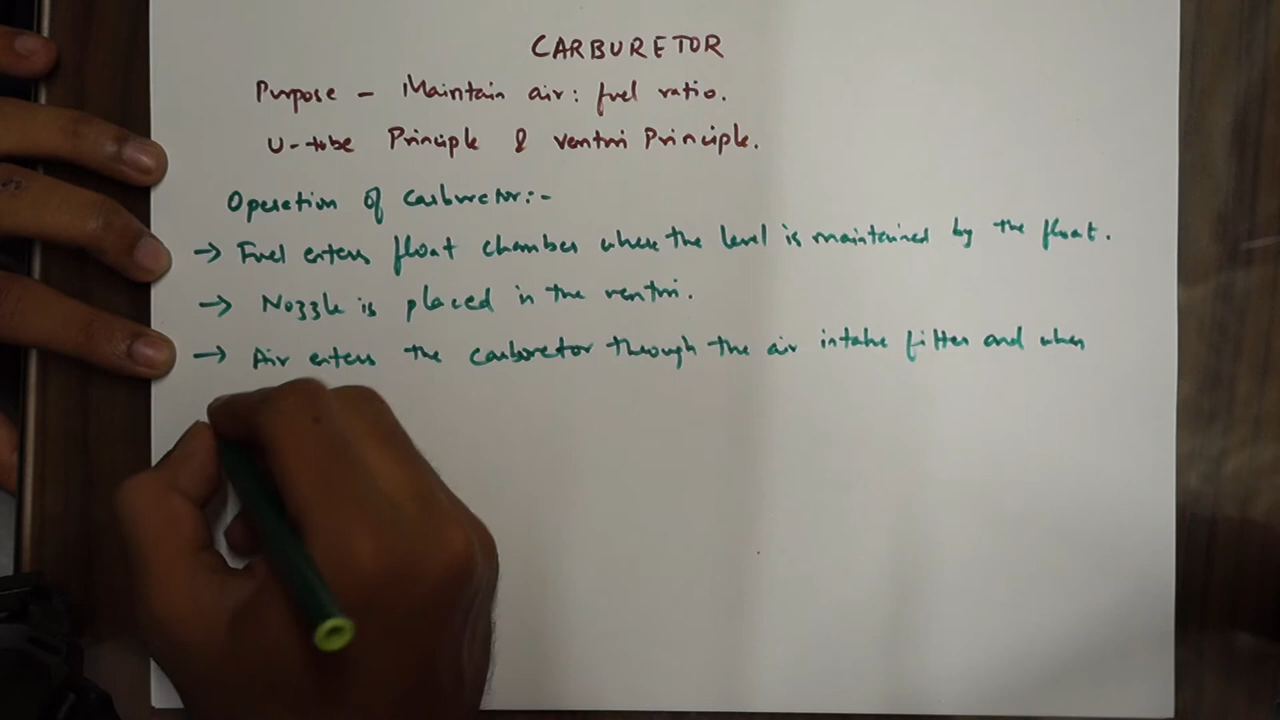 CARBURETOR
Purpose - Maintain air: fuel ratio.
U-tube Principle & ventri Principle.
Operation of carburetor:-
→ Fuel enters float chamber where the level is maintained by the float.
→ Nozzle is placed in the ventri.
→ Air enters the carburetor through the air intake filter and when